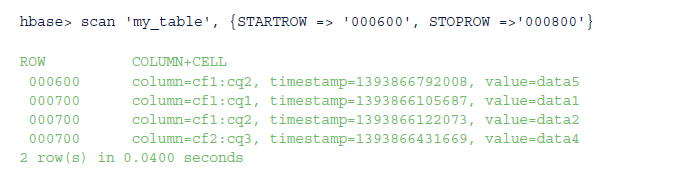 hbase> scan 'my_table', {STARTROW => '000600', STOPROW =>'000800'}
ROW COLUMN+CELL
000600 column=cf1:cq2, timestamp=1393866792008, value=data5
000700 column=cf1:cq1, timestamp=1393866105687, value=data1
000700 column=cf1:cq2, timestamp=1393866122073, value=data2
000700 column=cf2:cq3, timestamp=1393866431669, value=data4
2 row(s) in 0.0400 seconds